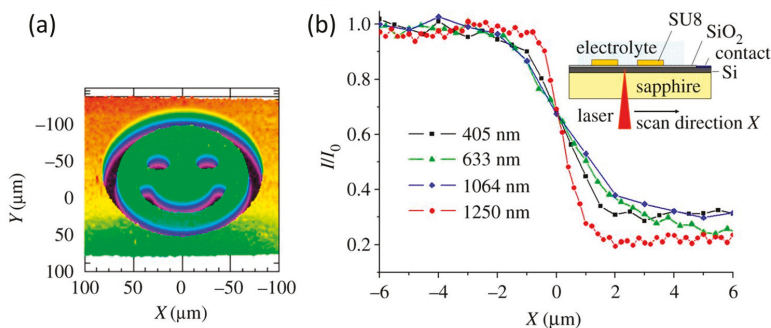 (a)
−100
−50
0
50
100
Y (μm)
100 50 0 −50 −100
X (μm)
(b)
1.0
0.8
0.6
0.4
0.2
I/I0
405 nm
633 nm
1064 nm
1250 nm
−6 −4 −2 0 2 4 6
X (μm)
SU8
SiO2
electrolyte
contact
Si
sapphire
laser
scan direction X